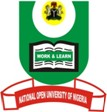 WORK & LEARN
NATIONAL OPEN UNIVERSITY OF NIGERIA